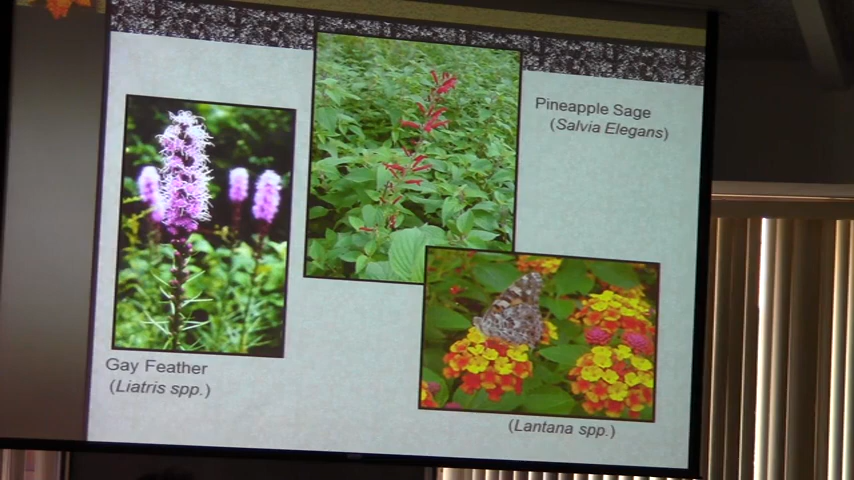 Pineapple Sage
(Salvia Elegans)
Gay Feather
(Liatris spp.)
(Lantana spp.)